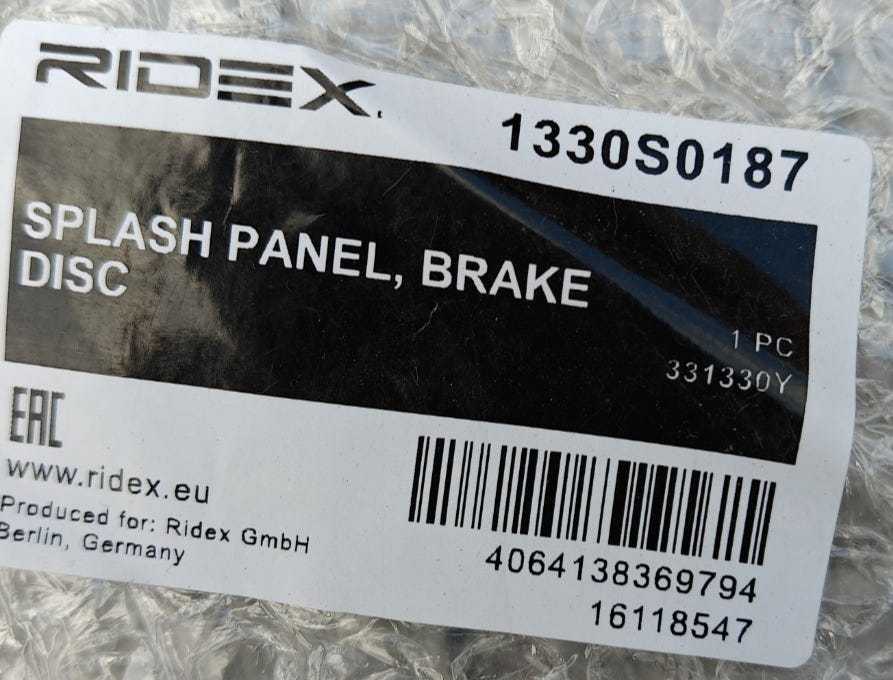 RIDEX
1330S0187
SPLASH PANEL, BRAKE
DISC
1 PC
331330Y
EAC
www.ridex.eu
Produced for: Ridex GmbH
Berlin, Germany
4064138369794
16118547